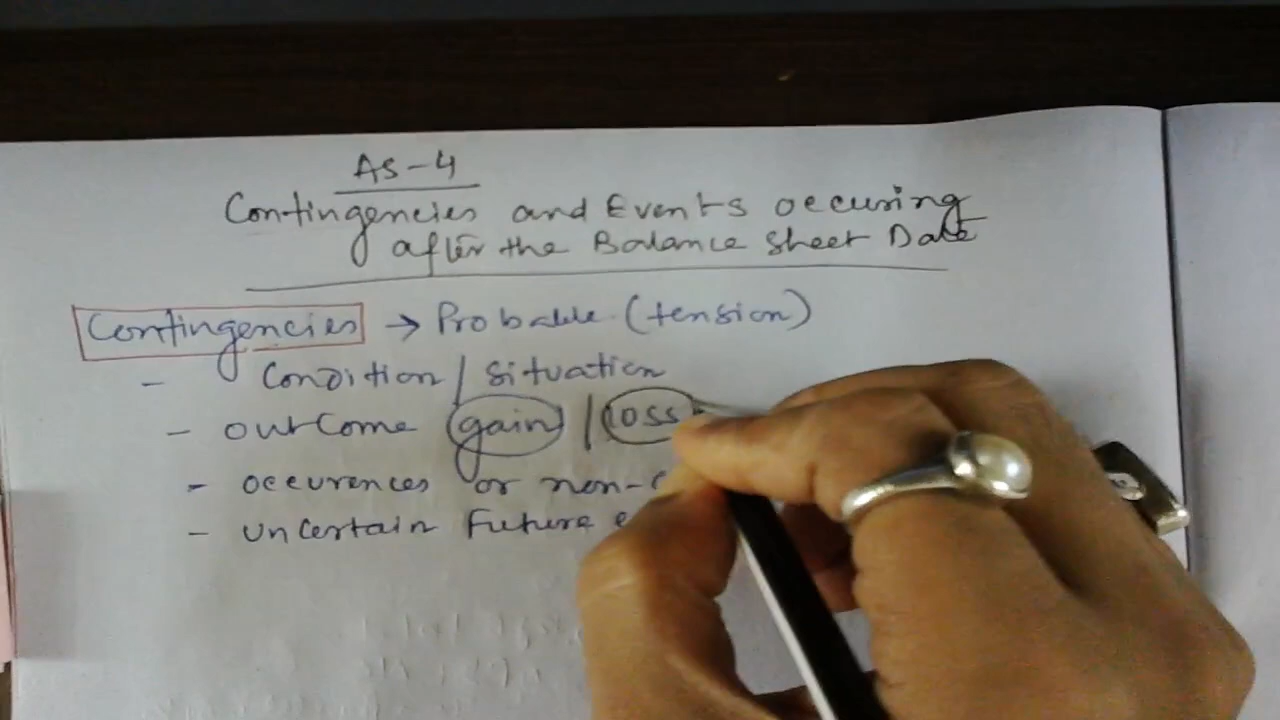 AS-4
Contingencies and Events occuring
after the Balance Sheet Date
Contingencies → Probable (tension)
- Condition / Situation
- outcome gain / loss
- occurences or non-
- uncertain Future